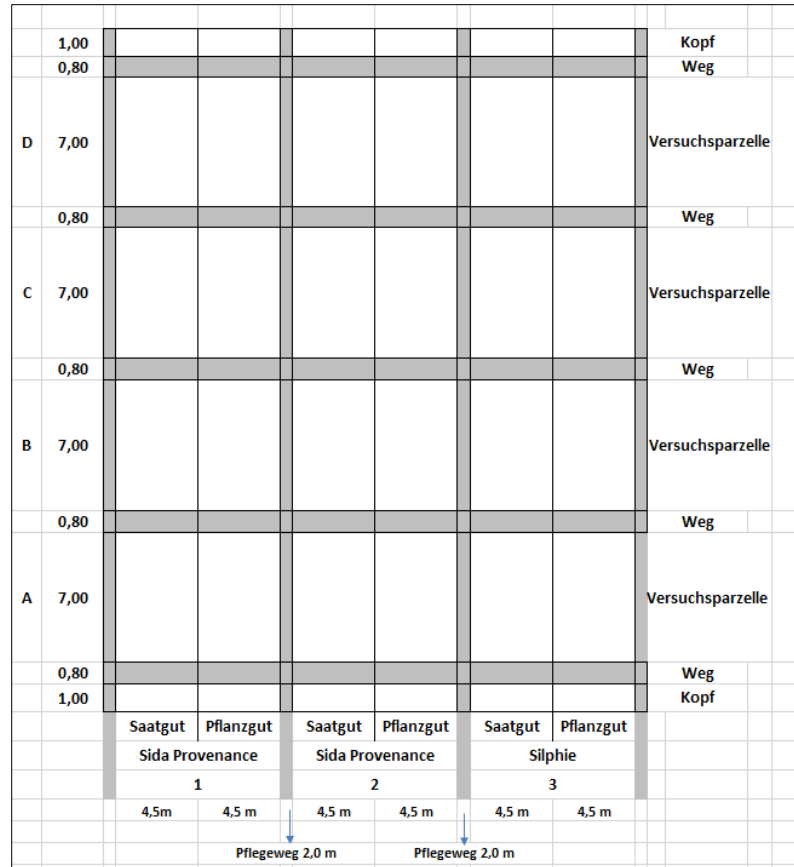 1,00 Kopf
0,80 Weg
D 7,00 Versuchsparzelle
0,80 Weg
C 7,00 Versuchsparzelle
0,80 Weg
B 7,00 Versuchsparzelle
0,80 Weg
A 7,00 Versuchsparzelle
0,80 Weg
1,00 Kopf
Saatgut Pflanzgut Saatgut Pflanzgut Saatgut Pflanzgut
Sida Provenance Sida Provenance Silphie
1 2 3
4,5m 4,5 m 4,5 m 4,5 m 4,5 m 4,5 m
Pflegeweg 2,0 m Pflegeweg 2,0 m